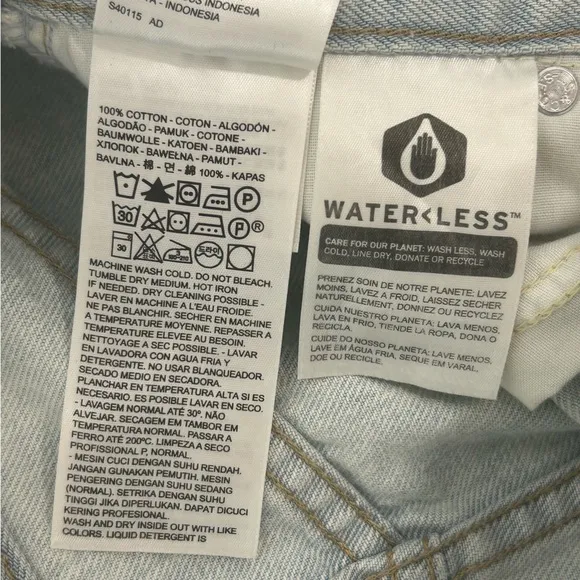 S INDONESIA
- INDONESIA
S40115 AD
100% COTTON - COTON - ALGODÓN -
ALGODÃO - PAMUK - COTONE -
BAUMWOLLE - KATOEN - BAMBAKI -
ХЛОПОК - BAWEŁNA - PAMUT -
BAVLNA - 棉 - 면 - 綿 100% - KAPAS
P
30 P ®
30 드라이
MACHINE WASH COLD. DO NOT BLEACH.
TUMBLE DRY MEDIUM. HOT IRON
IF NEEDED. DRY CLEANING POSSIBLE -
LAVER EN MACHINE A L'EAU FROIDE.
NE PAS BLANCHIR. SECHER EN MACHINE
A TEMPERATURE MOYENNE. REPASSER A
TEMPERATURE ELEVEE AU BESOIN.
NETTOYAGE A SEC POSSIBLE. - LAVAR
EN LAVADORA CON AGUA FRIA Y
DETERGENTE. NO USAR BLANQUEADOR.
SECADO MEDIO EN SECADORA.
PLANCHAR EN TEMPERATURA ALTA SI ES
NECESARIO. ES POSIBLE LAVAR EN SECO.
- LAVAGEM NORMAL ATÉ 30º. NÃO
ALVEJAR. SECAGEM EM TAMBOR EM
TEMPERATURA NORMAL. PASSAR A
FERRO ATÉ 200ºC. LIMPEZA A SECO
PROFISSIONAL P, NORMAL.
- MESIN CUCI DENGAN SUHU RENDAH.
JANGAN GUNAKAN PEMUTIH. MESIN
PENGERING DENGAN SUHU SEDANG
(NORMAL). SETRIKA DENGAN SUHU
TINGGI JIKA DIPERLUKAN. DAPAT DICUCI
KERING PROFESIONAL.
WASH AND DRY INSIDE OUT WITH LIKE
COLORS. LIQUID DETERGENT IS
WATER<LESS™
CARE FOR OUR PLANET: WASH LESS, WASH
COLD, LINE DRY, DONATE OR RECYCLE
PRENEZ SOIN DE NOTRE PLANETE: LAVEZ
MOINS, LAVEZ A FROID, LAISSEZ SECHER
NATURELLEMENT, DONNEZ OU RECYCLEZ
CUIDA NUESTRO PLANETA: LAVA MENOS,
LAVA EN FRIO, TIENDE LA ROPA, DONA O
RECICLA.
CUIDE DO NOSSO PLANETA: LAVE MENOS,
LAVE EM ÁGUA FRIA, SEQUE EM VARAL,
DOE OU RECICLE.